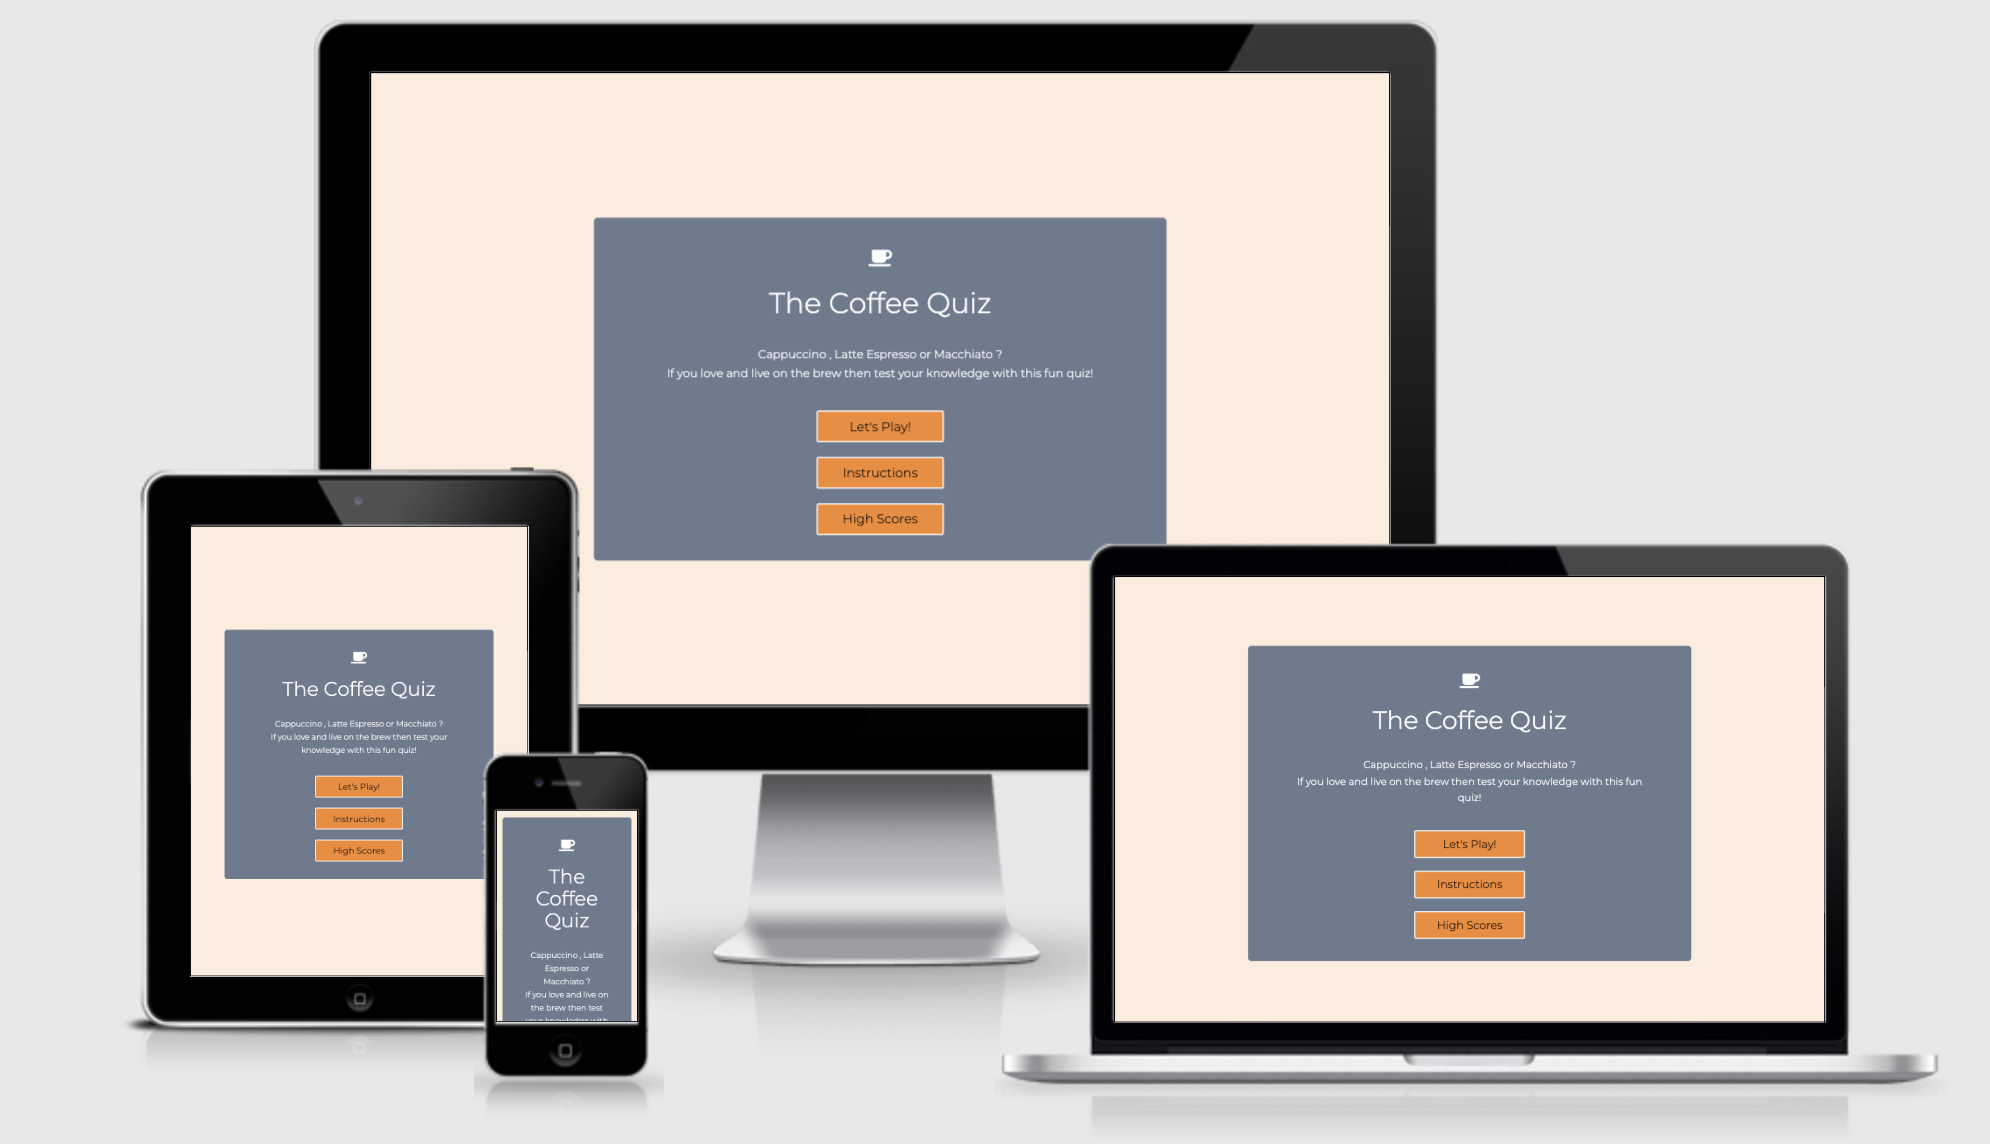 The Coffee Quiz
Cappuccino , Latte Espresso or Macchiato ?
If you love and live on the brew then test your knowledge with this fun quiz!
Let's Play!
Instructions
High Scores
The Coffee Quiz
Cappuccino , Latte Espresso or Macchiato ?
If you love and live on the brew then test your
knowledge with this fun quiz!
Let's Play!
Instructions
High Scores
The
Coffee
Quiz
Cappuccino , Latte
Espresso or
Macchiato ?
If you love and live on
the brew then test
your knowledge with
The Coffee Quiz
Cappuccino , Latte Espresso or Macchiato ?
If you love and live on the brew then test your knowledge with this fun
quiz!
Let's Play!
Instructions
High Scores